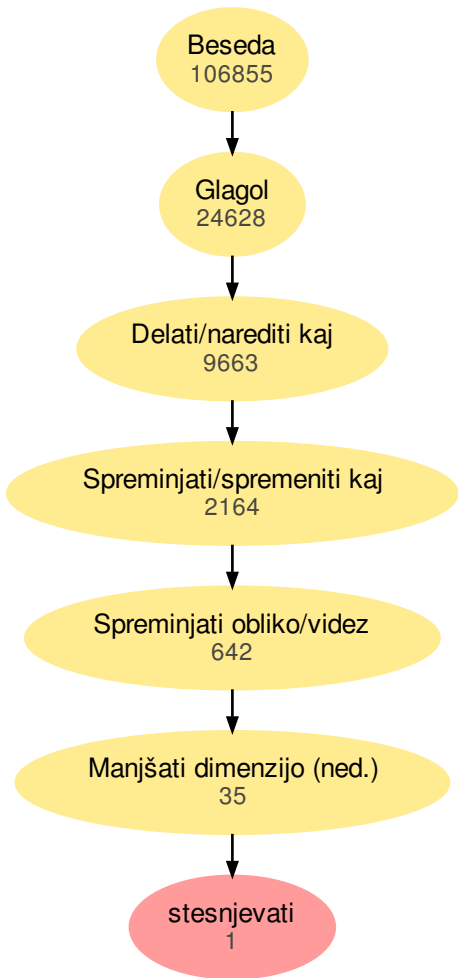 Beseda
106855
Glagol
24628
Delati/narediti kaj
9663
Spreminjati/spremeniti kaj
2164
Spreminjati obliko/videz
642
Manjšati dimenzijo (ned.)
35
stesnjevati
1